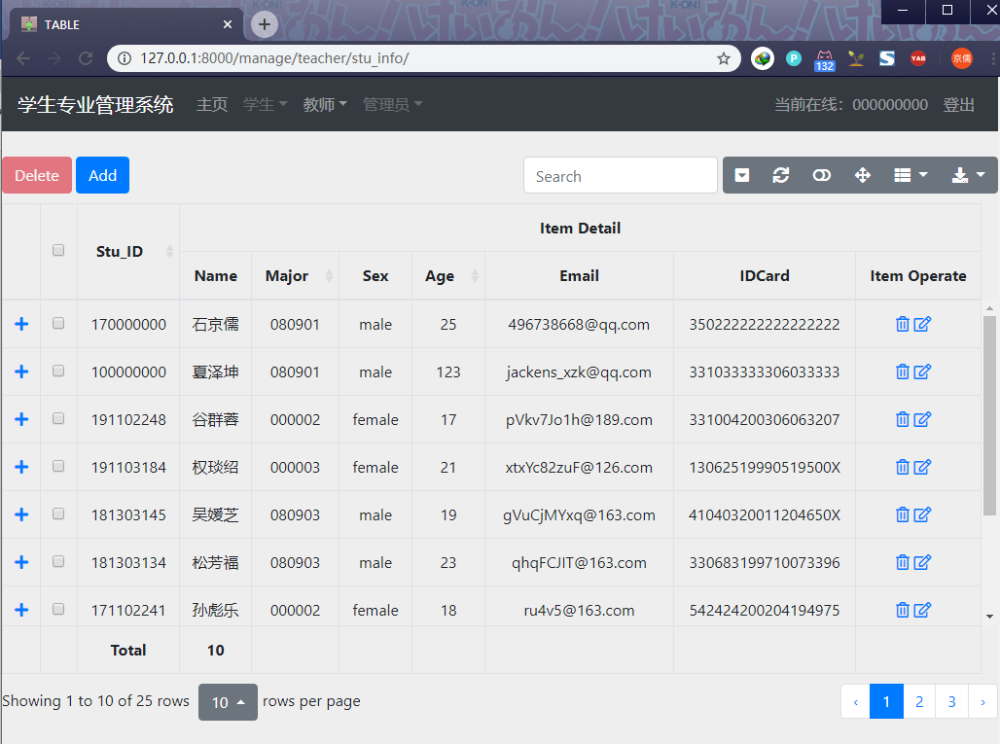 TABLE
127.0.0.1:8000/manage/teacher/stu_info/
P
132
S
YAB
京儒
学生专业管理系统 主页 学生 教师 管理员 当前在线: 000000000 登出
Delete Add Search
Stu_ID Item Detail
Name Major Sex Age Email IDCard Item Operate
170000000 石京儒 080901 male 25 496738668@qq.com 350222222222222222
100000000 夏泽坤 080901 male 123 jackens_xzk@qq.com 331033333306033333
191102248 谷群蓉 000002 female 17 pVkv7Jo1h@189.com 331004200306063207
191103184 权琰绍 000003 female 21 xtxYc82zuF@126.com 13062519990519500X
181303145 吴媛芝 080903 male 19 gVuCjMYxq@163.com 41040320011204650X
181303134 松芳福 080903 male 23 qhqFCJIT@163.com 330683199710073396
171102241 孙彪乐 000002 female 18 ru4v5@163.com 542424200204194975
Total 10
Showing 1 to 10 of 25 rows 10 rows per page ‹ 1 2 3 ›